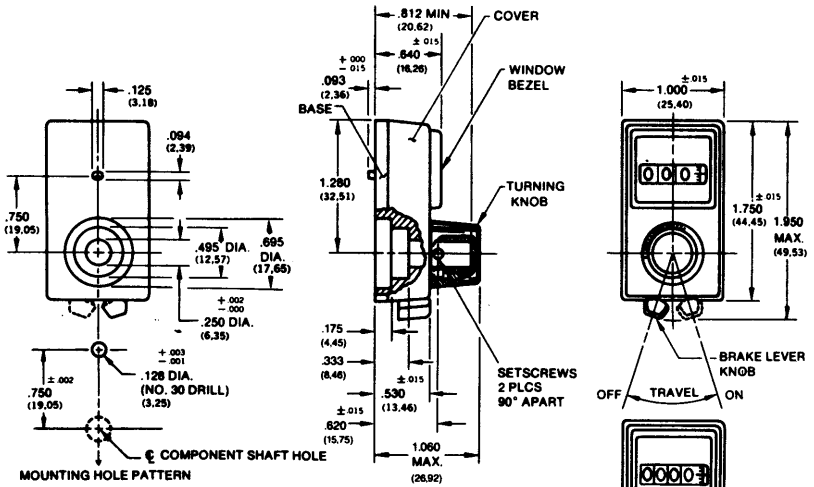 .125
(3,18)
.094
(2,39)
.750
(19,05)
.495 DIA.
(12,57)
.695
DIA.
(17,65)
+ .002
- .000
.250 DIA.
(6,35)
+ .003
- .001
.128 DIA.
(NO. 30 DRILL)
(3,25)
± .002
.750
(19,05)
℄ COMPONENT SHAFT HOLE
MOUNTING HOLE PATTERN
.812 MIN
(20,62)
COVER
± .015
.640
(16,26)
+ .000
- .015
.093
(2,36)
WINDOW
BEZEL
BASE
1.280
(32,51)
TURNING
KNOB
.175
(4,45)
.333
(8,46)
± .015
.530
(13,46)
± .015
.620
(15,75)
1.060
MAX.
(26,92)
SETSCREWS
2 PLCS
90° APART
± .015
1.000
(25,40)
0 0 0
± .015
1.750
(44,45)
1.950
MAX.
(49,53)
BRAKE LEVER
KNOB
OFF TRAVEL ON
0 0 0 4